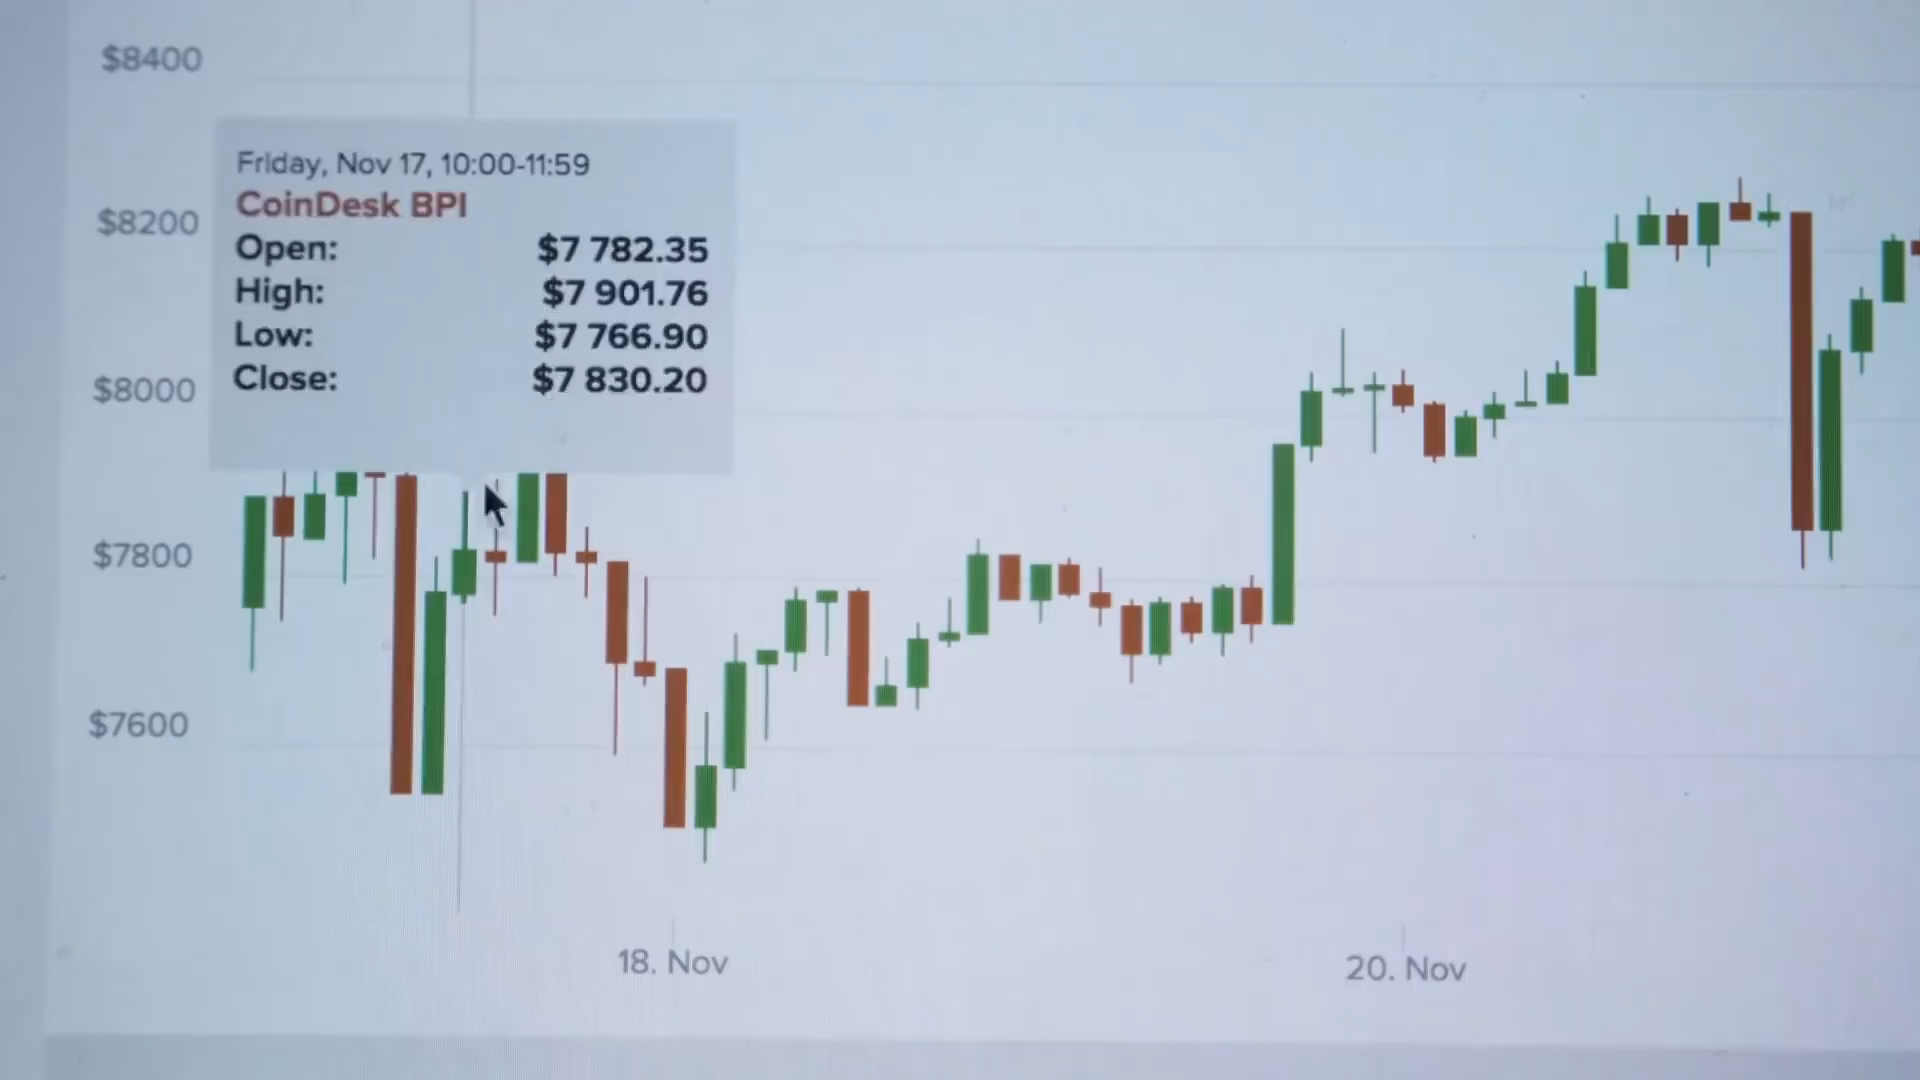 $8400
Friday, Nov 17, 10:00-11:59
CoinDesk BPI
$8200
Open: $7 782.35
High: $7 901.76
Low: $7 766.90
$8000
Close: $7 830.20
$7800
$7600
18. Nov
20. Nov